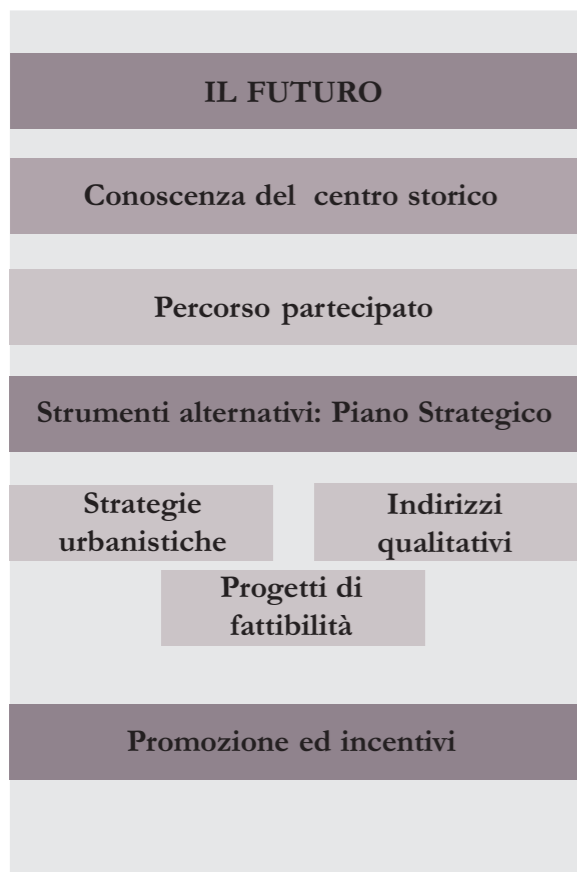 IL FUTURO
Conoscenza del centro storico
Percorso partecipato
Strumenti alternativi: Piano Strategico
Strategie
urbanistiche
Indirizzi
qualitativi
Progetti di
fattibilità
Promozione ed incentivi